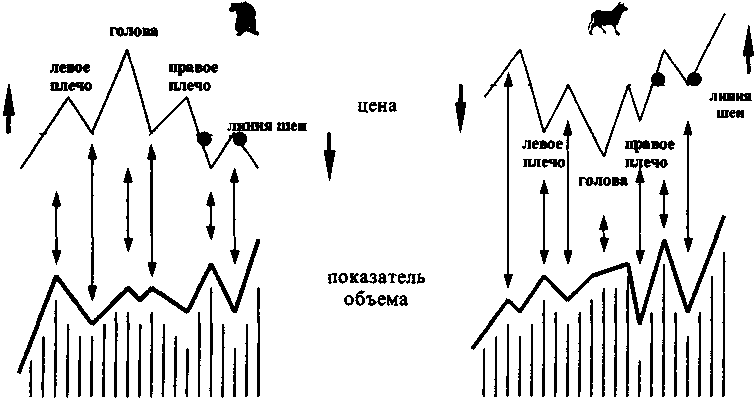 голова
левое
плечо
правое
плечо
линия шеи
цена
левое
плечо
правое
плечо
голова
линия
шеи
показатель
объема